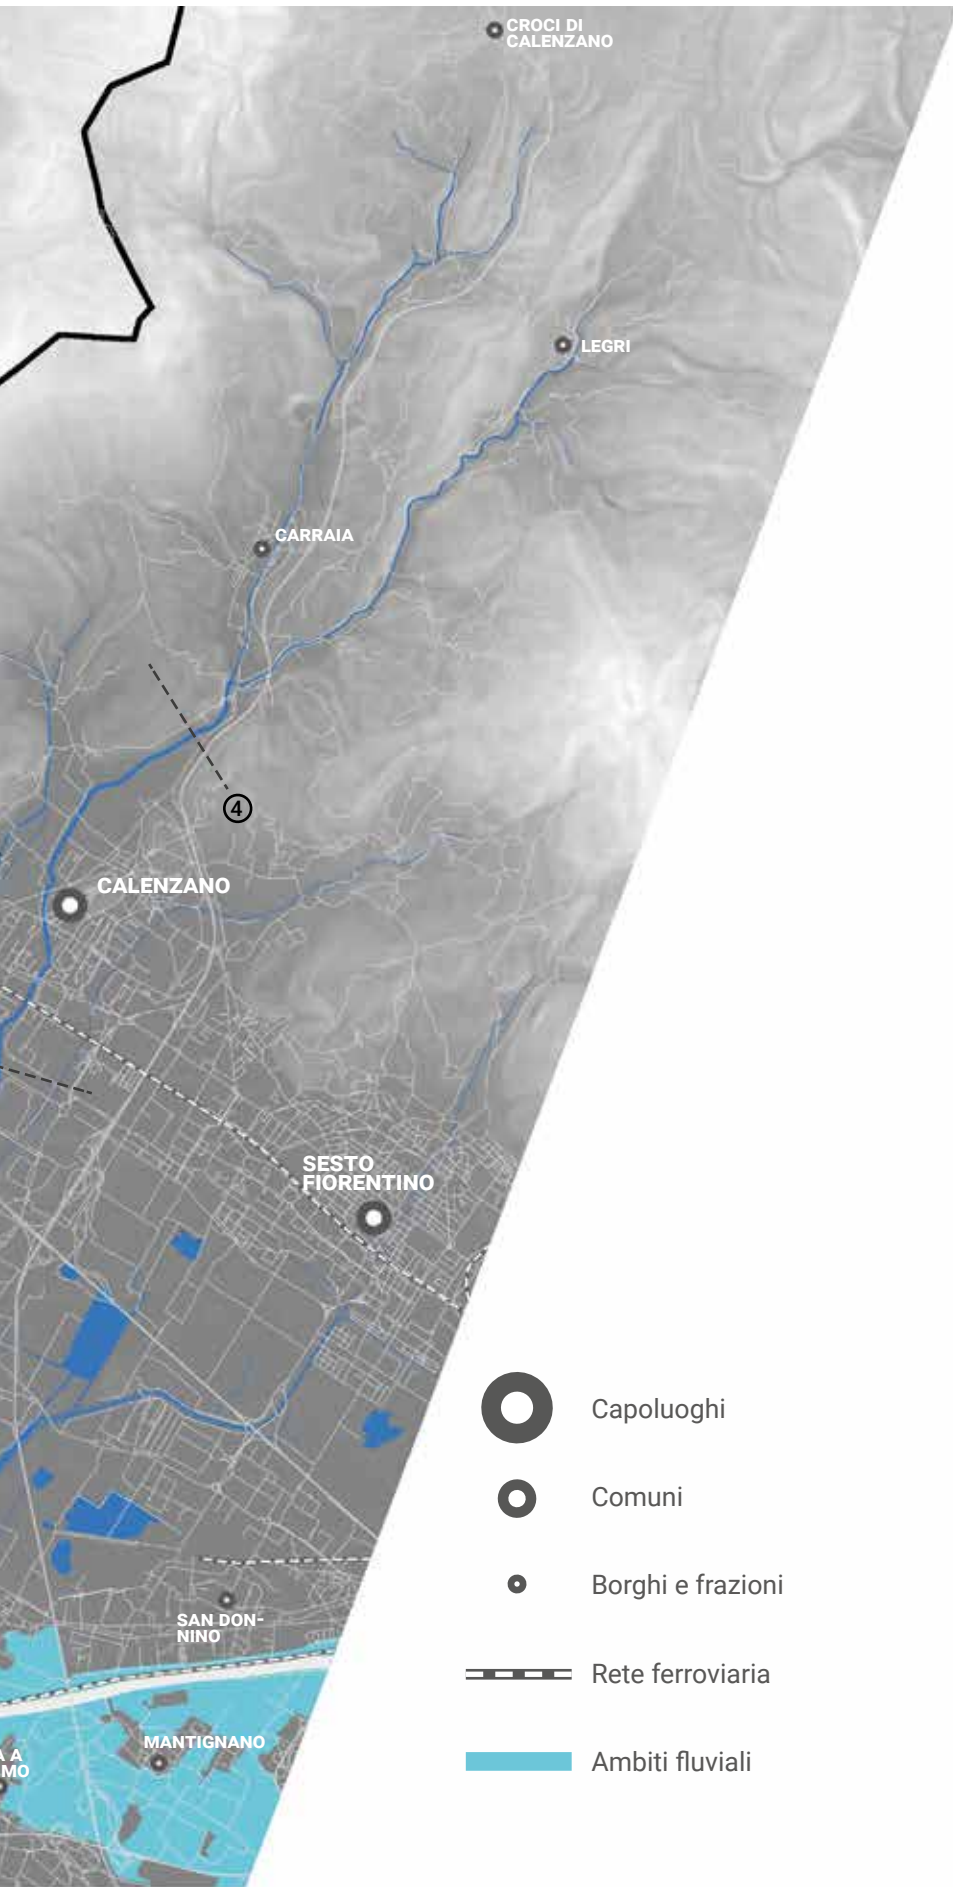 CROCI DI
CALENZANO
LEGRI
CARRAIA
4
CALENZANO
SESTO
FIORENTINO
Capoluoghi
Comuni
Borghi e frazioni
SAN DON-
NINO
Rete ferroviaria
MANTIGNANO
A A
MO
Ambiti fluviali